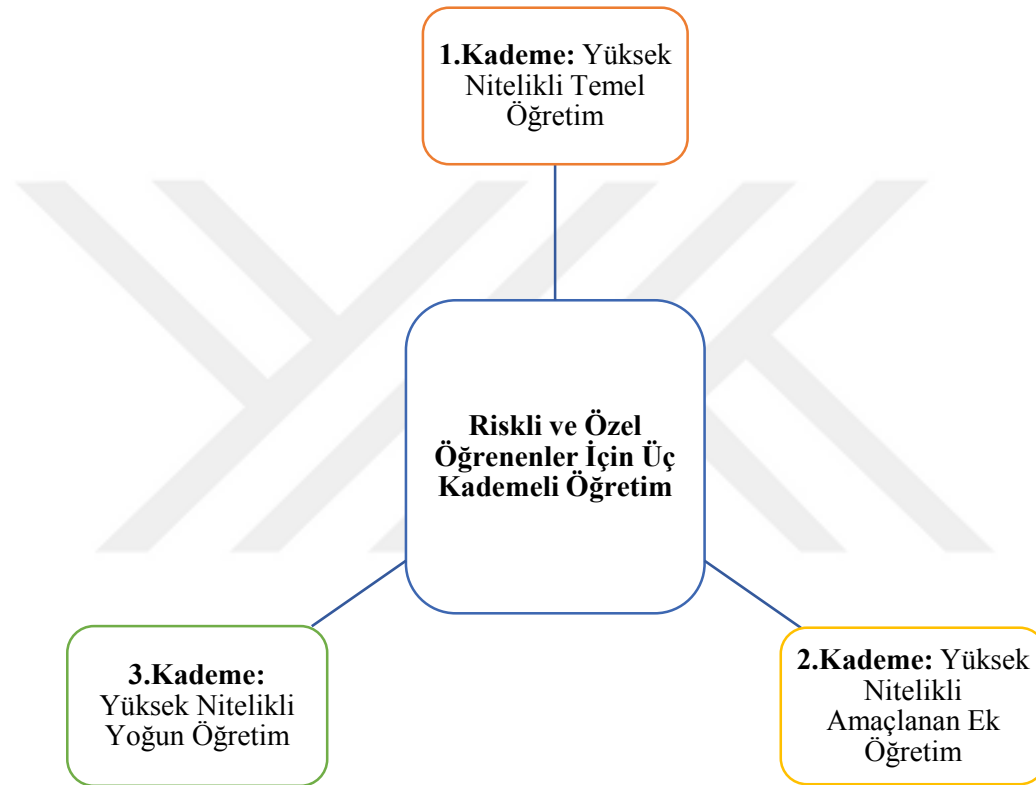 1.Kademe: Yüksek
Nitelikli Temel
Öğretim
Riskli ve Özel
Öğrenenler İçin Üç
Kademeli Öğretim
3.Kademe:
Yüksek Nitelikli
Yoğun Öğretim
2.Kademe: Yüksek
Nitelikli
Amaçlanan Ek
Öğretim